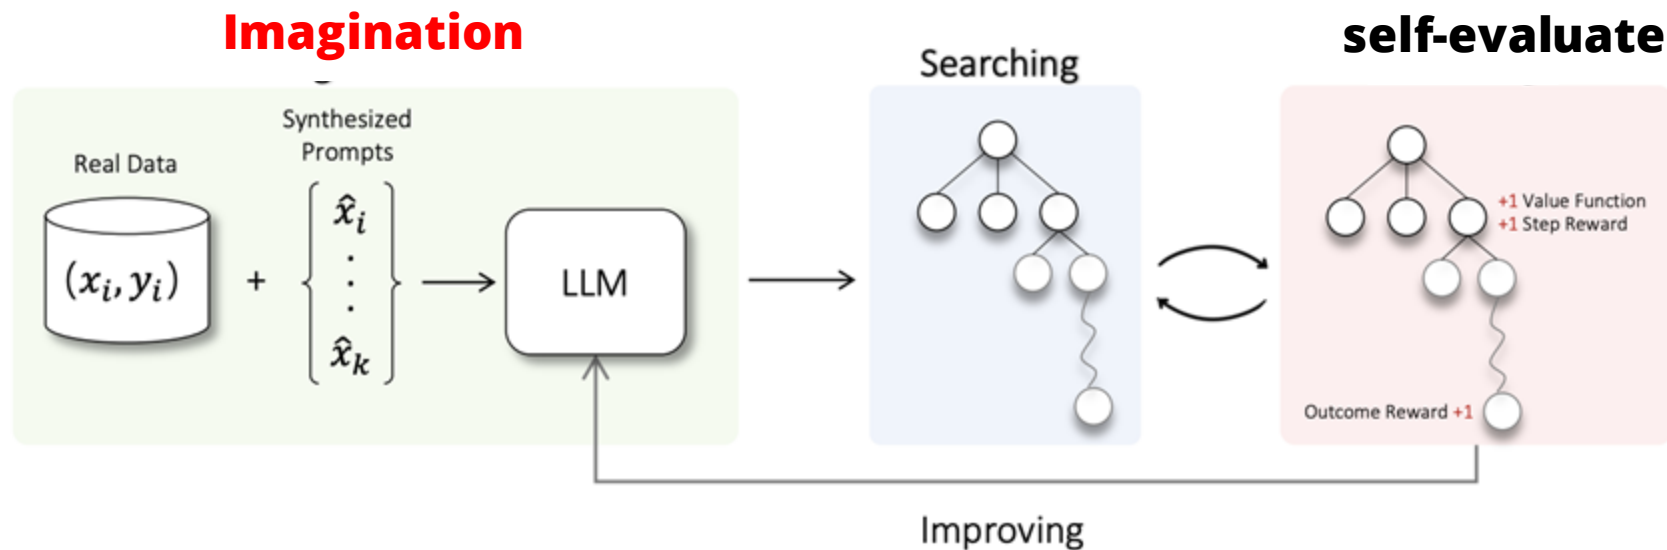 Imagination
self-evaluate
Searching
Synthesized
Prompts
Real Data
(xᵢ, yᵢ)
+
x̂ᵢ
.
.
.
x̂ₖ
LLM
+1 Value Function
+1 Step Reward
Outcome Reward +1
Improving